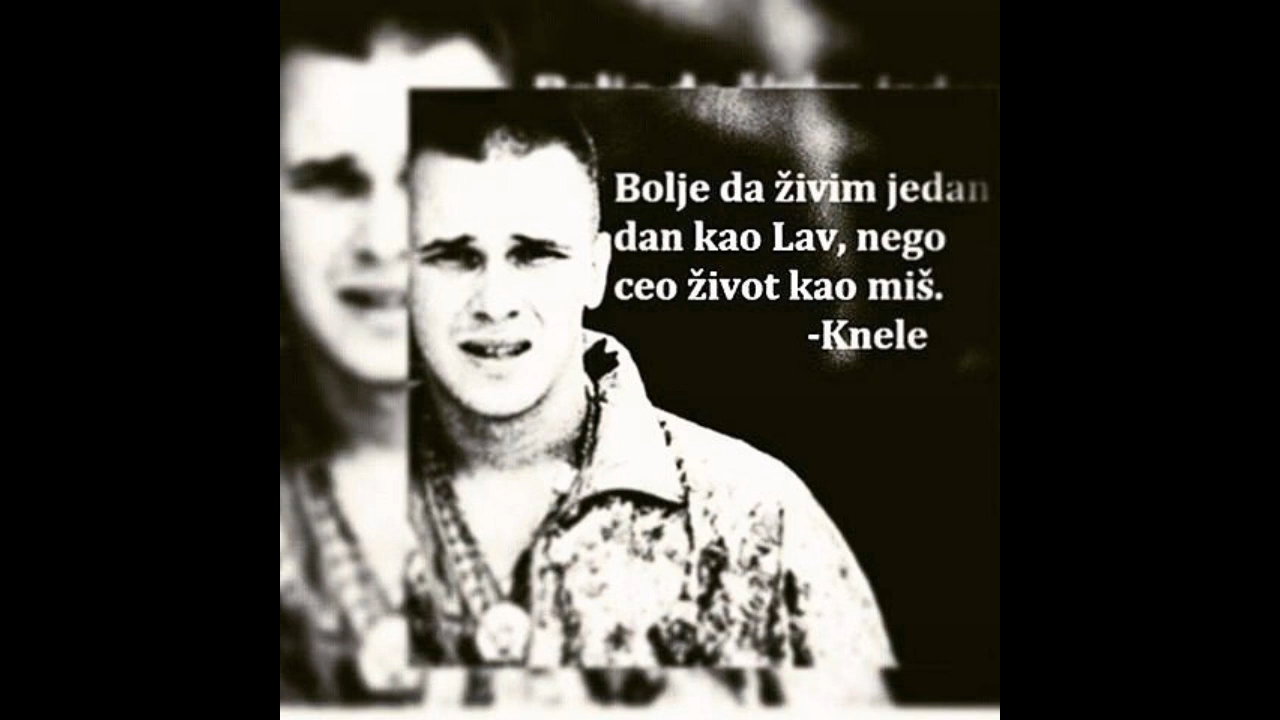 Bolje da živim jedan
dan kao Lav, nego
ceo život kao miš.
-Knele